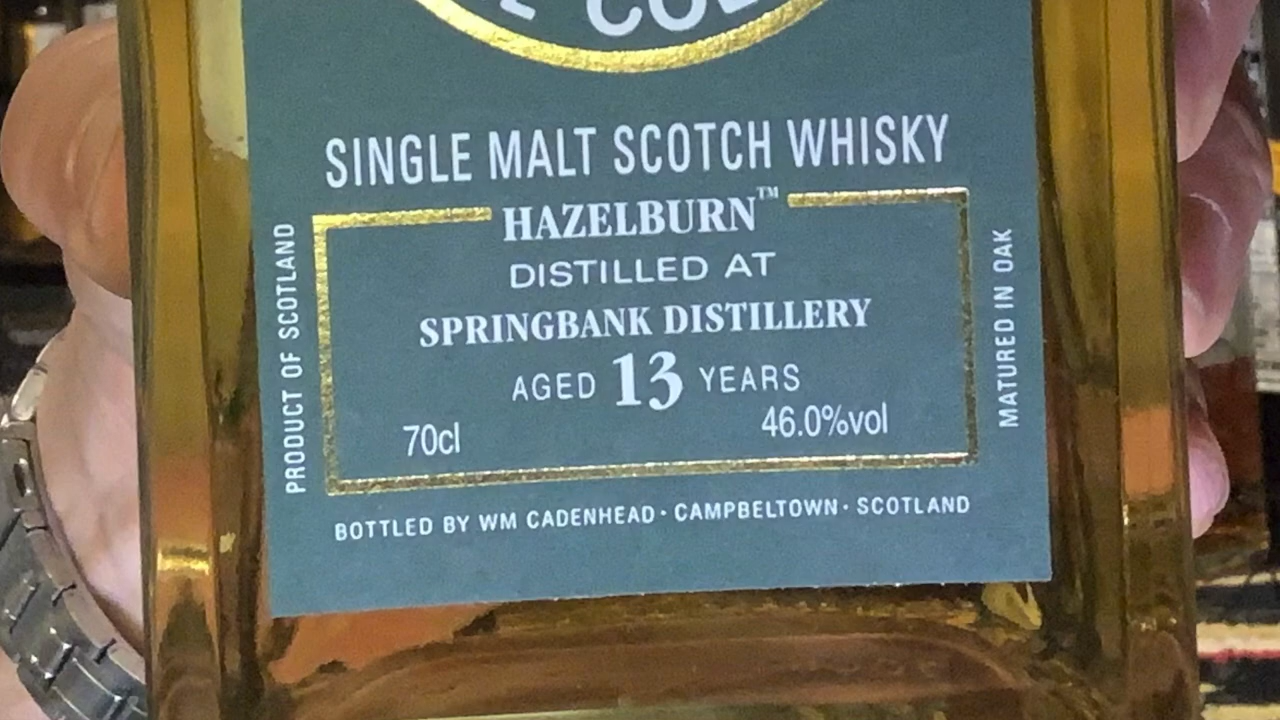 SINGLE MALT SCOTCH WHISKY
HAZELBURN™
DISTILLED AT
SPRINGBANK DISTILLERY
AGED 13 YEARS
70cl
46.0%vol
PRODUCT OF SCOTLAND
MATURED IN OAK
BOTTLED BY WM CADENHEAD · CAMPBELTOWN · SCOTLAND